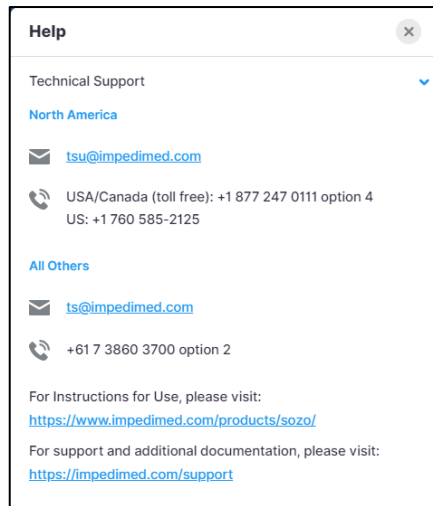 Help
Technical Support
North America
tsu@impedimed.com
USA/Canada (toll free): +1 877 247 0111 option 4
US: +1 760 585-2125
All Others
ts@impedimed.com
+61 7 3860 3700 option 2
For Instructions for Use, please visit:
https://www.impedimed.com/products/sozo/
For support and additional documentation, please visit:
https://impedimed.com/support